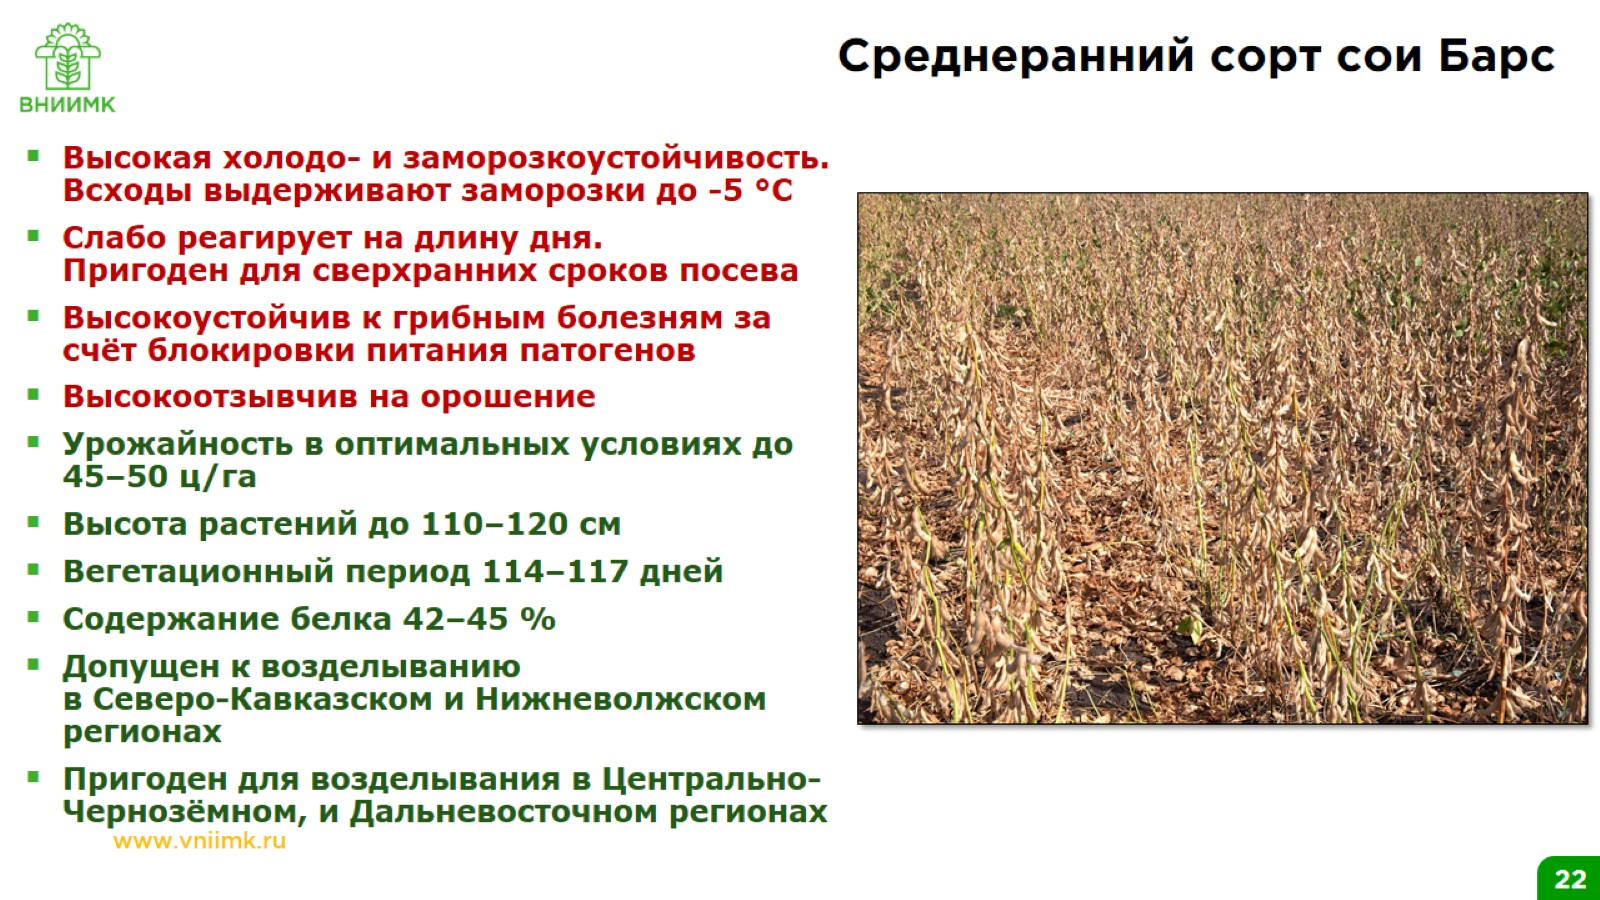 ВНИИМК
Среднеранний сорт сои Барс
Высокая холодо- и заморозкоустойчивость.
Всходы выдерживают заморозки до -5 °С
Слабо реагирует на длину дня.
Пригоден для сверхранних сроков посева
Высокоустойчив к грибным болезням за
счёт блокировки питания патогенов
Высокоотзывчив на орошение
Урожайность в оптимальных условиях до
45–50 ц/га
Высота растений до 110–120 см
Вегетационный период 114–117 дней
Содержание белка 42–45 %
Допущен к возделыванию
в Северо-Кавказском и Нижневолжском
регионах
Пригоден для возделывания в Центрально-
Чернозёмном, и Дальневосточном регионах
www.vniimk.ru
22